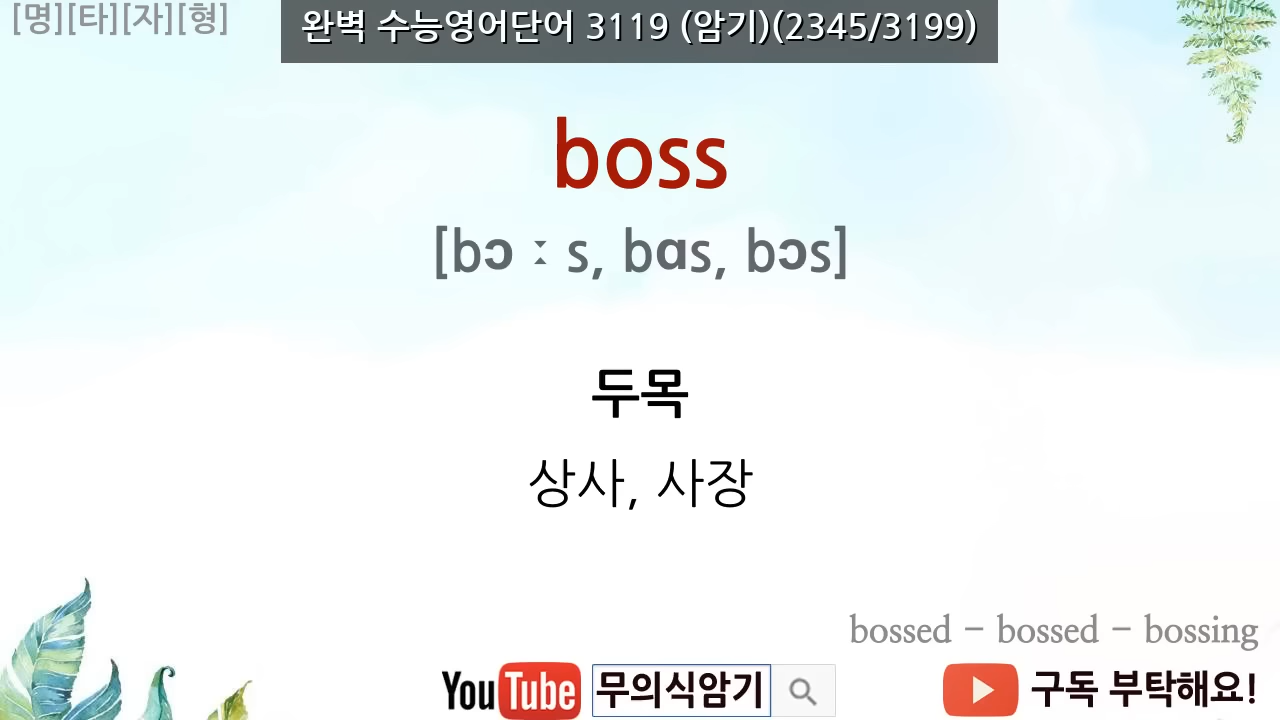 [명][타][자][형]
완벽 수능영어단어 3119 (암기)(2345/3199)
boss
[bɔːs, bɑs, bɔs]
두목
상사, 사장
bossed - bossed - bossing
YouTube 무의식암기 구독 부탁해요!